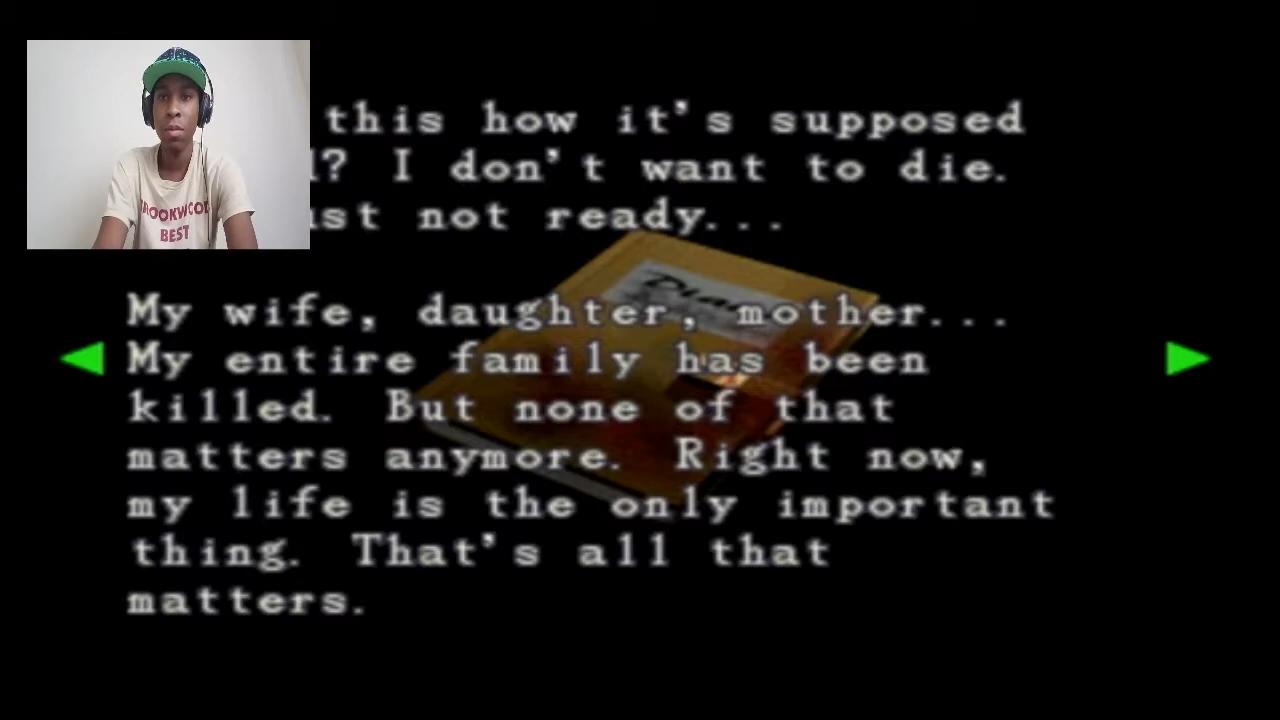 this how it's supposed
? I don't want to die.
not ready...
My wife, daughter, mother...
My entire family has been
killed. But none of that
matters anymore. Right now,
my life is the only important
thing. That's all that
matters.
BEST